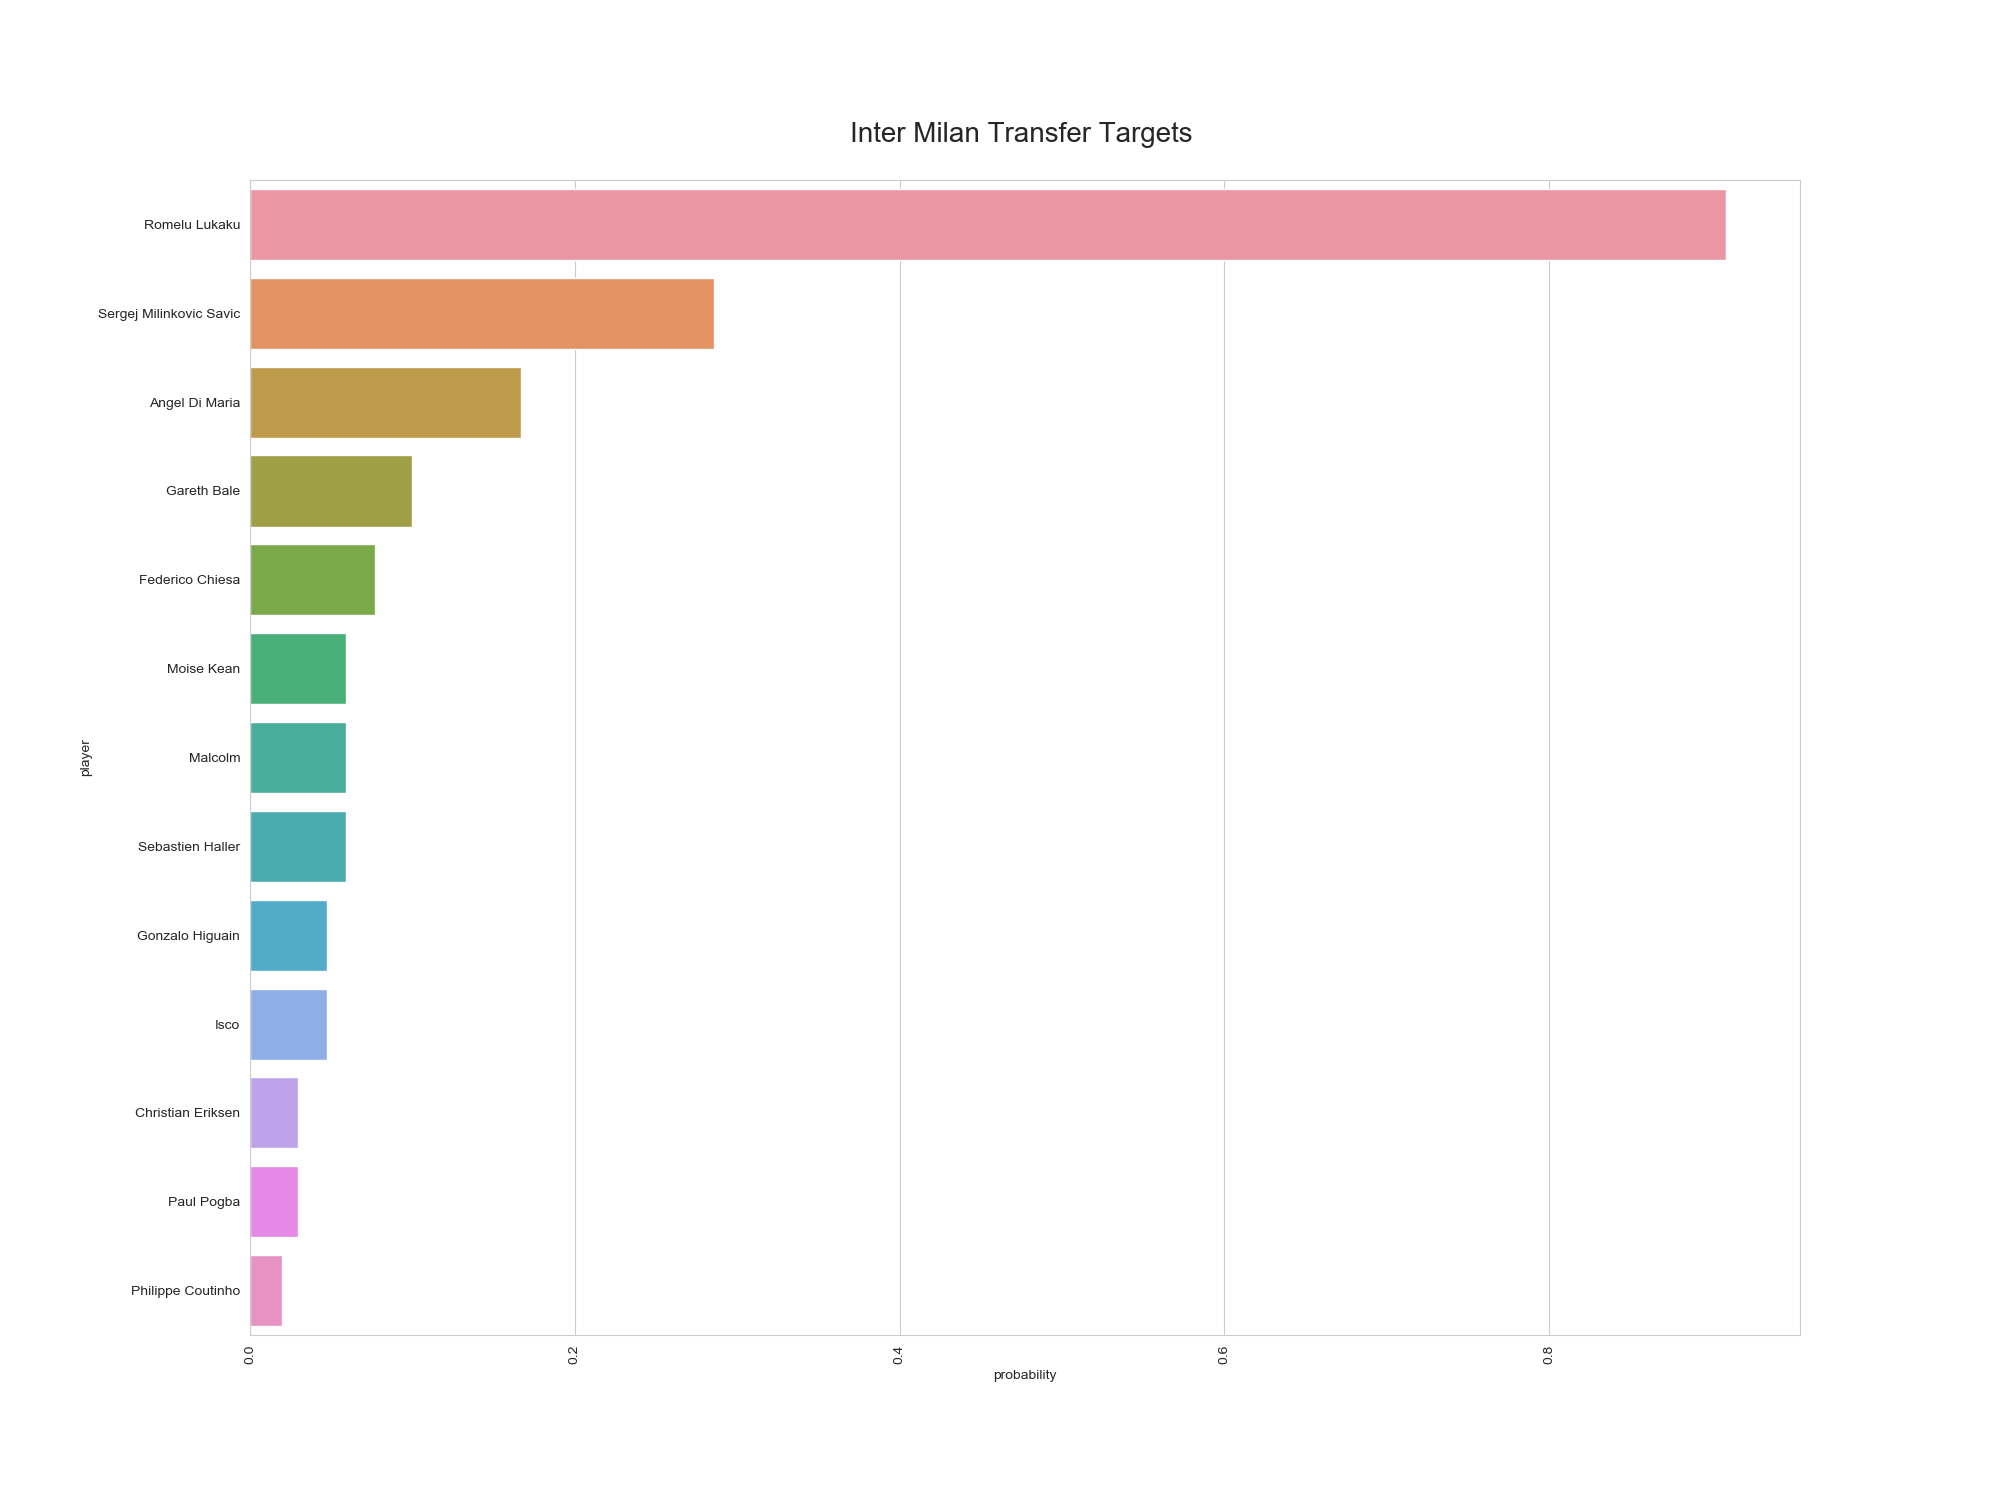 Inter Milan Transfer Targets
Romelu Lukaku
Sergej Milinkovic Savic
Angel Di Maria
Gareth Bale
Federico Chiesa
Moise Kean
Malcolm
Sebastien Haller
Gonzalo Higuain
Isco
Christian Eriksen
Paul Pogba
Philippe Coutinho
player
0.0
0.2
0.4
0.6
0.8
probability